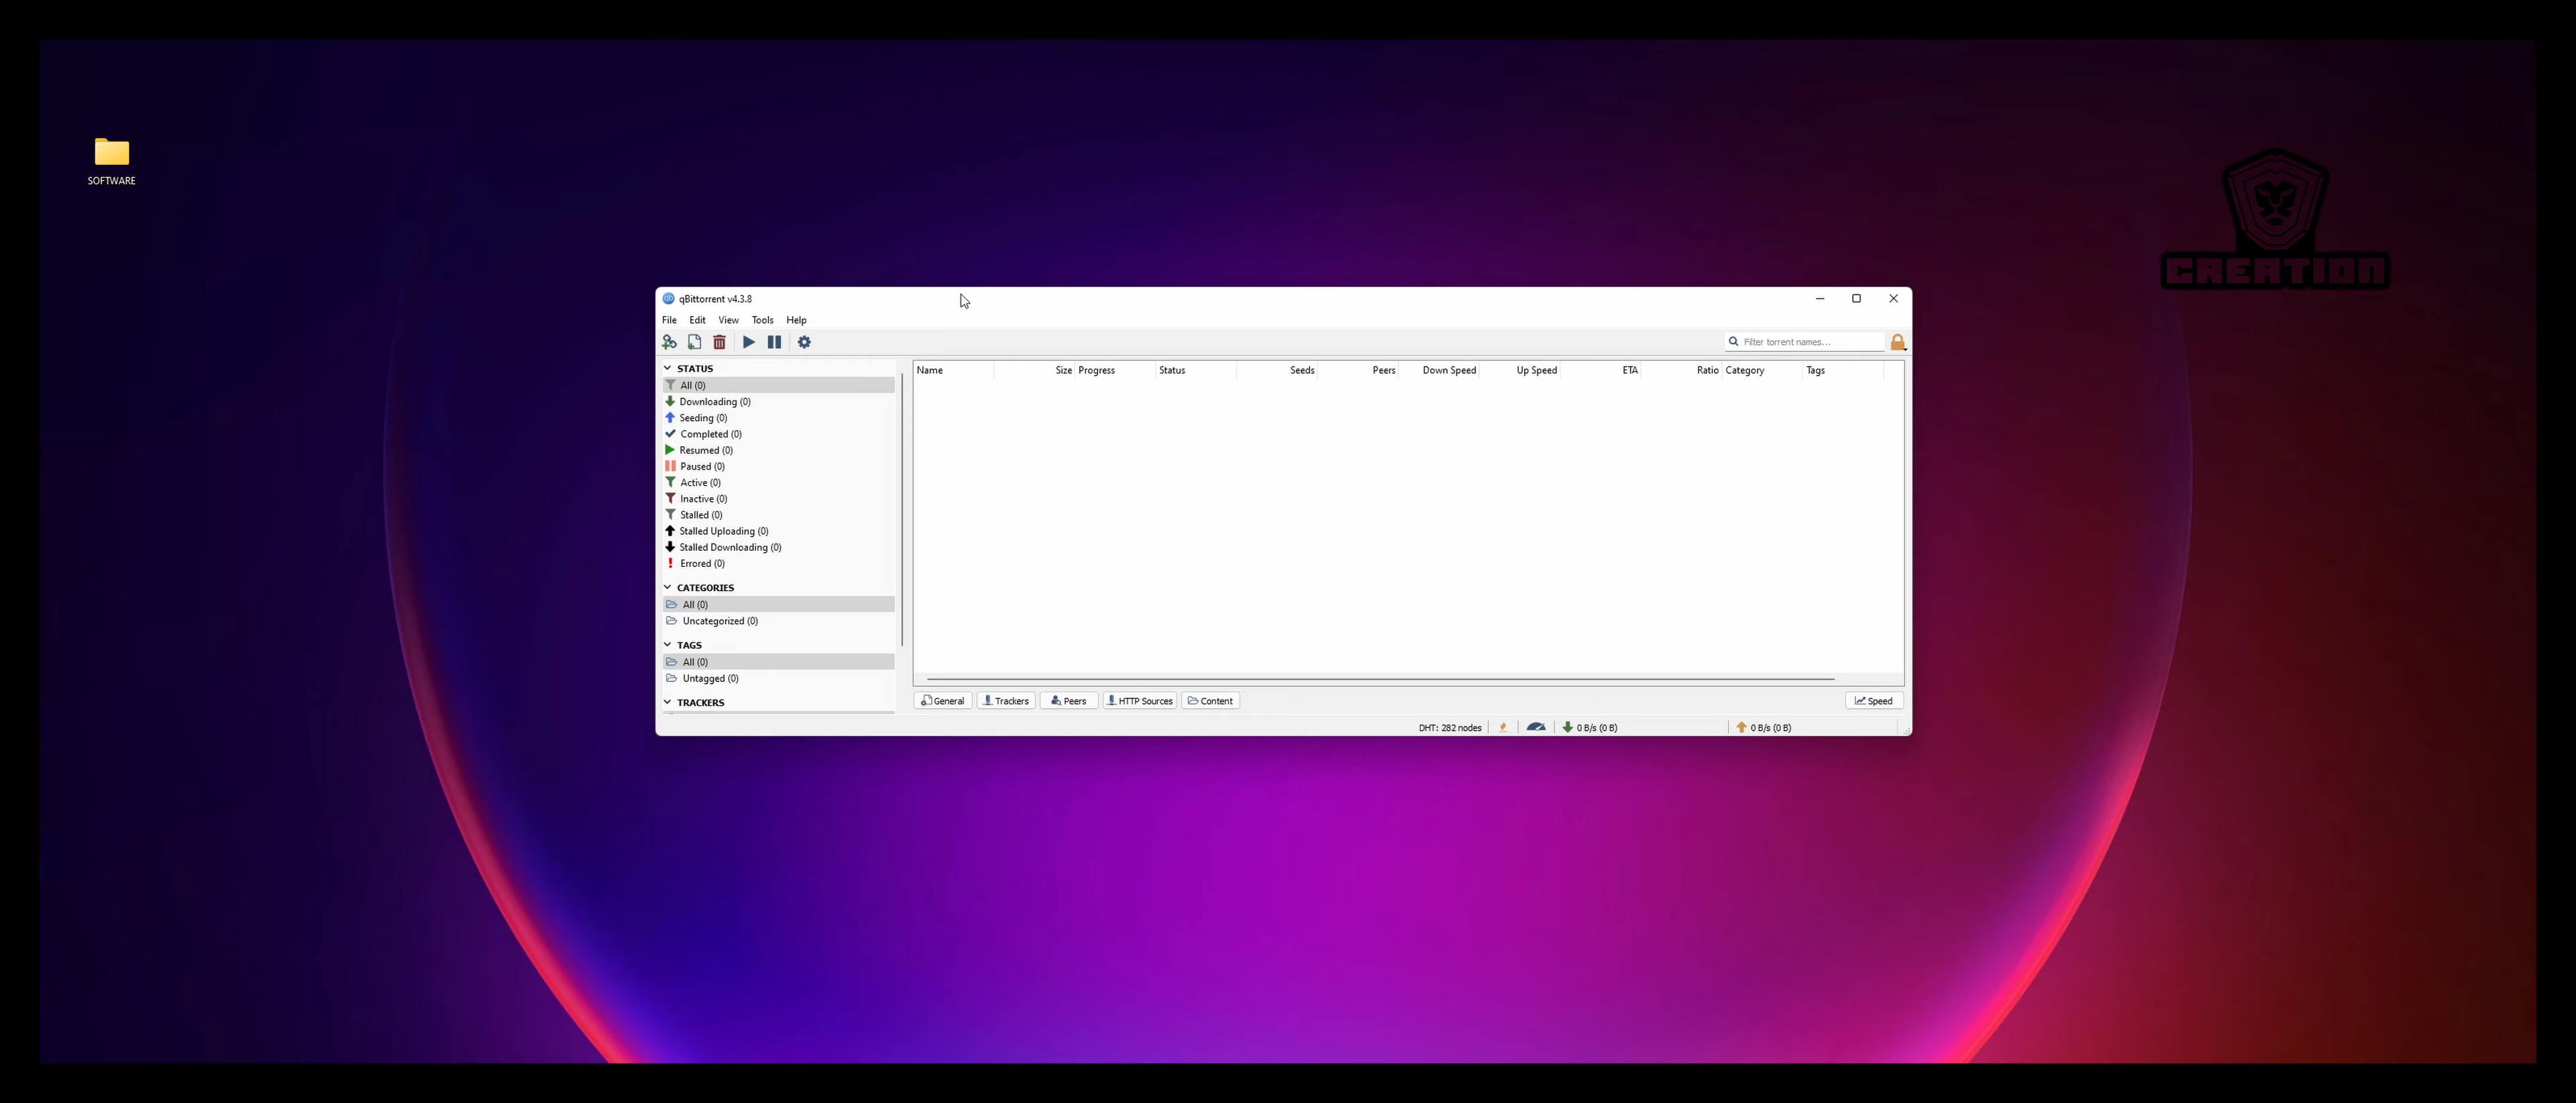 SOFTWARE
CREATION
qBittorrent v4.3.8
File Edit View Tools Help
Filter torrent names...
STATUS
All (0)
Downloading (0)
Seeding (0)
Completed (0)
Resumed (0)
Paused (0)
Active (0)
Inactive (0)
Stalled (0)
Stalled Uploading (0)
Stalled Downloading (0)
Errored (0)
CATEGORIES
All (0)
Uncategorized (0)
TAGS
All (0)
Untagged (0)
TRACKERS
Name Size Progress Status Seeds Peers Down Speed Up Speed ETA Ratio Category Tags
General Trackers Peers HTTP Sources Content Speed
DHT: 282 nodes 0 B/s (0 B) 0 B/s (0 B)